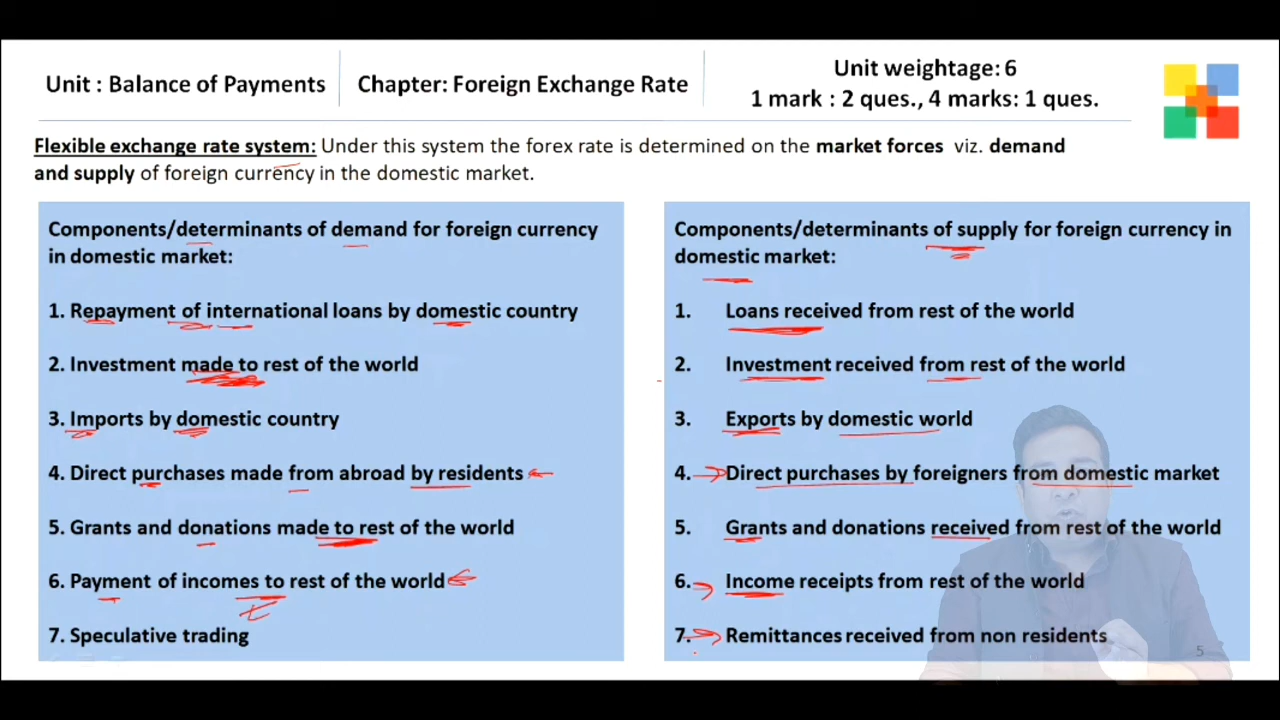 Unit : Balance of Payments
Chapter: Foreign Exchange Rate
Unit weightage: 6
1 mark : 2 ques., 4 marks: 1 ques.
Flexible exchange rate system: Under this system the forex rate is determined on the market forces viz. demand
and supply of foreign currency in the domestic market.
Components/determinants of demand for foreign currency
in domestic market:
1. Repayment of international loans by domestic country
2. Investment made to rest of the world
3. Imports by domestic country
4. Direct purchases made from abroad by residents
5. Grants and donations made to rest of the world
6. Payment of incomes to rest of the world
7. Speculative trading
Components/determinants of supply for foreign currency in
domestic market:
1. Loans received from rest of the world
2. Investment received from rest of the world
3. Exports by domestic world
4. Direct purchases by foreigners from domestic market
5. Grants and donations received from rest of the world
6. Income receipts from rest of the world
7. Remittances received from non residents
5